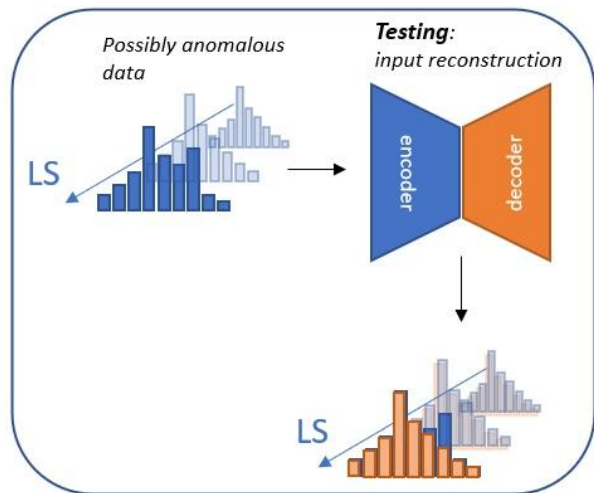 Possibly anomalous
data
Testing:
input reconstruction
LS
encoder
decoder
LS